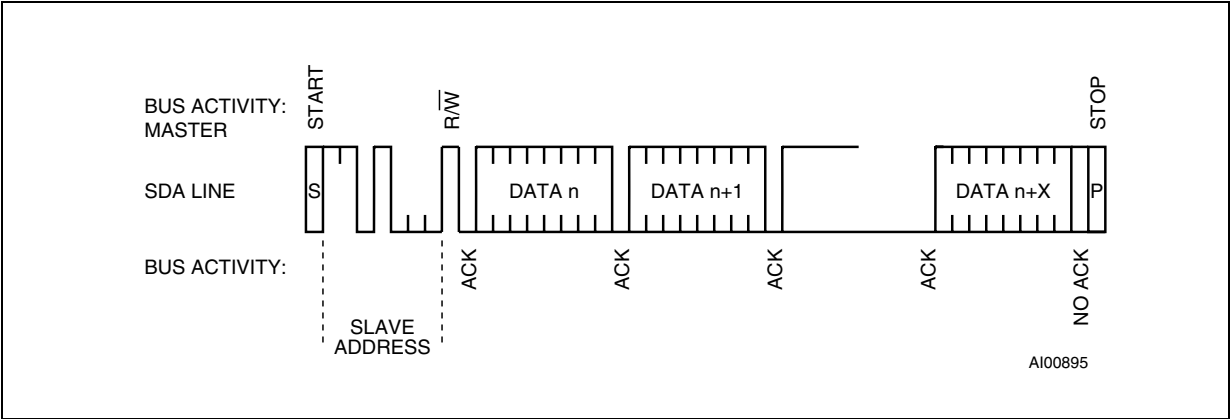 BUS ACTIVITY:
MASTER
START
R/W
STOP
SDA LINE
S
DATA n
DATA n+1
DATA n+X
P
BUS ACTIVITY:
ACK
ACK
ACK
ACK
NO ACK
SLAVE
ADDRESS
AI00895